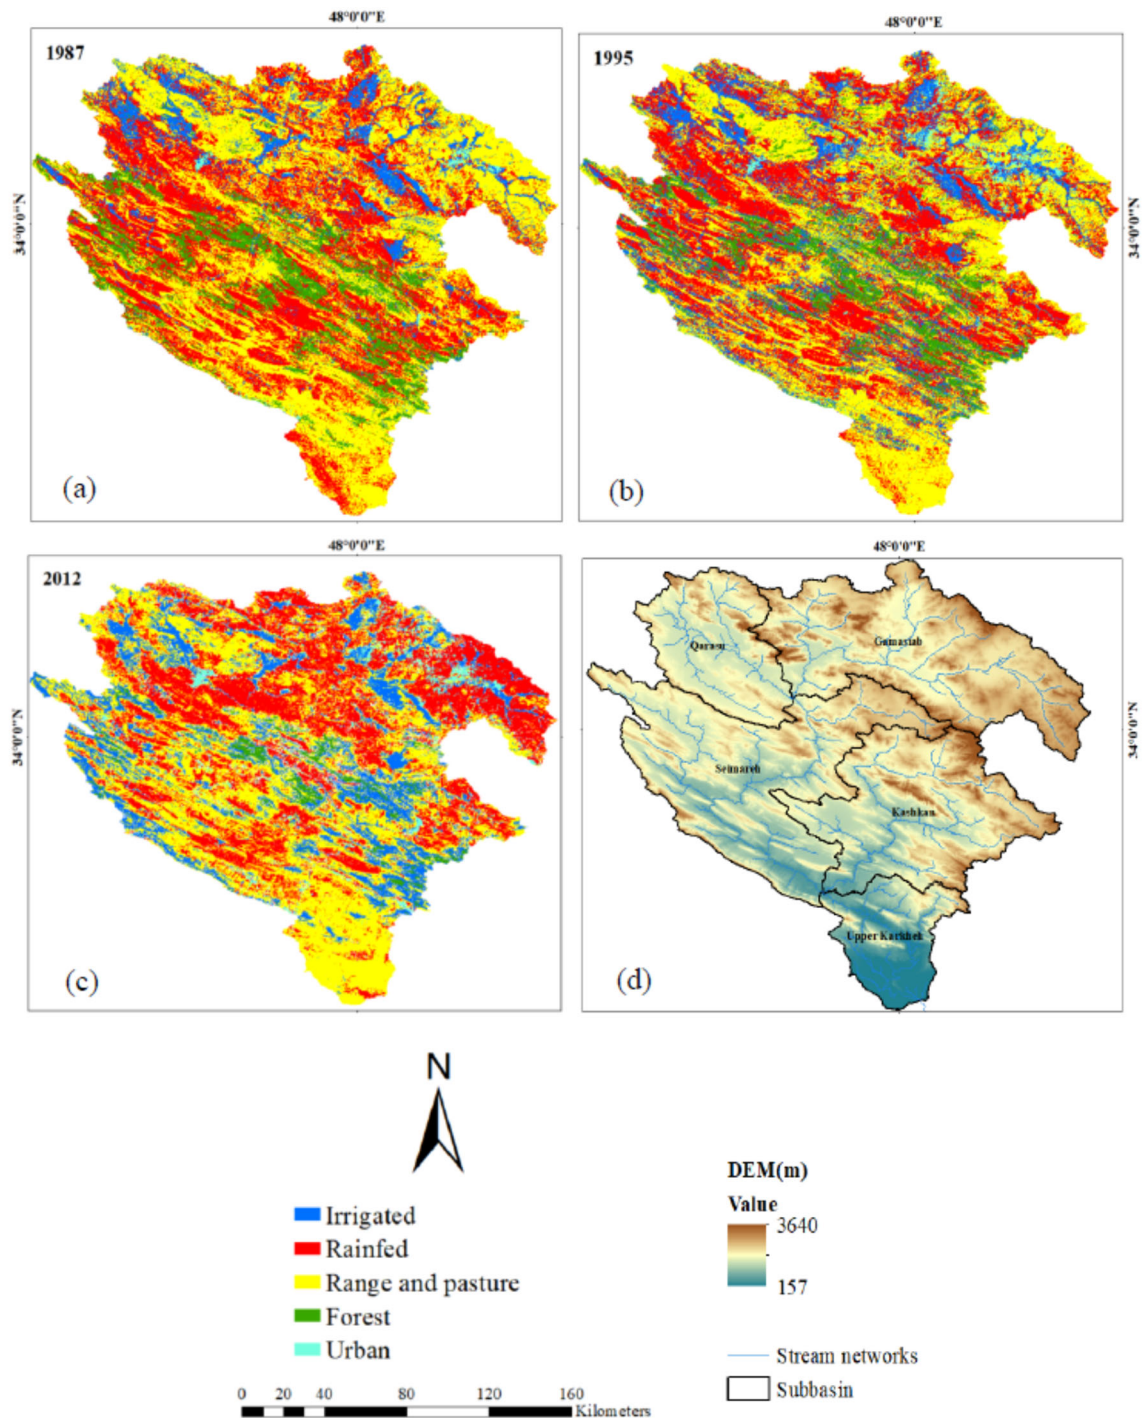 48°0'0"E
48°0'0"E
1987
1995
34°0'0"N
34°0'0"N
(a)
(b)
48°0'0"E
48°0'0"E
2012
Qarasu
Gamasiab
34°0'0"N
34°0'0"N
Seimareh
Kashkan
Upper Karkheh
(c)
(d)
N
DEM(m)
Value
3640
157
Irrigated
Rainfed
Range and pasture
Forest
Urban
Stream networks
Subbasin
0 20 40 80 120 160
Kilometers